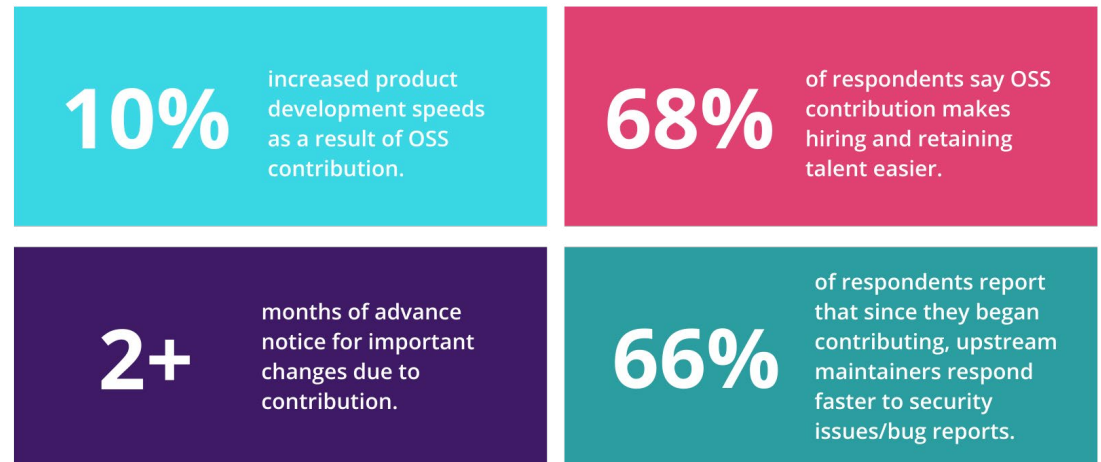 10%
increased product
development speeds
as a result of OSS
contribution.
68%
of respondents say OSS
contribution makes
hiring and retaining
talent easier.
2+
months of advance
notice for important
changes due to
contribution.
66%
of respondents report
that since they began
contributing, upstream
maintainers respond
faster to security
issues/bug reports.